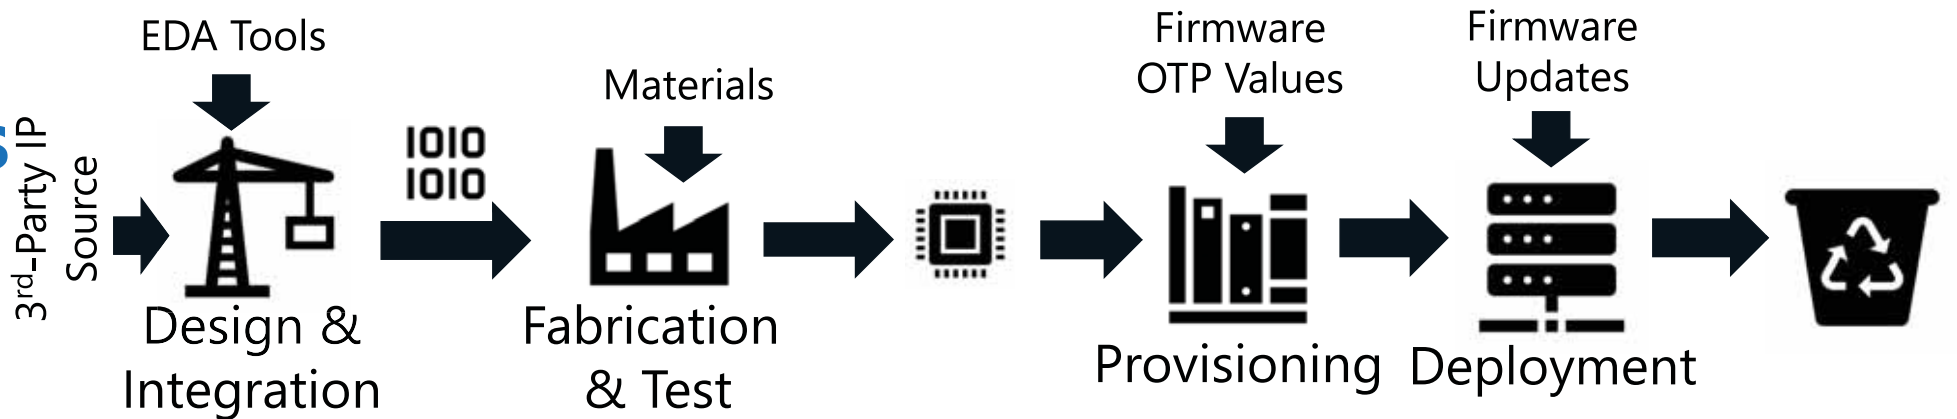 3rd-Party IP
Source
EDA Tools
Design &
Integration
1010
1010
Materials
Fabrication
& Test
Firmware
OTP Values
Provisioning
Firmware
Updates
Deployment